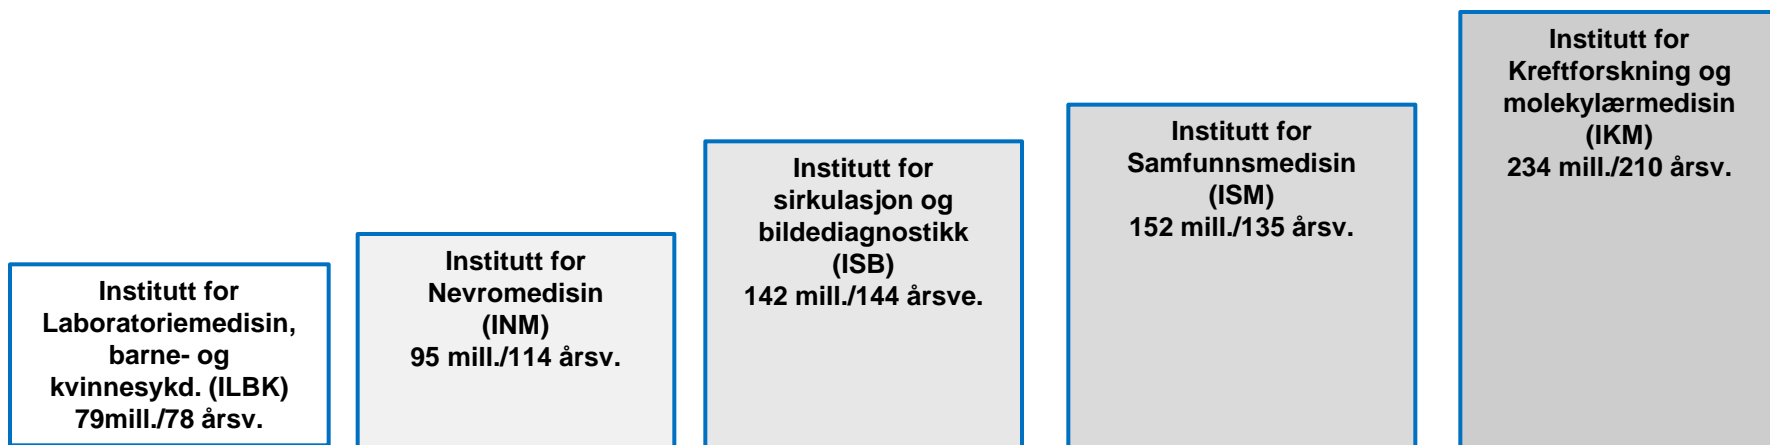 Institutt for
Laboratoriemedisin,
barne- og
kvinnesykd. (ILBK)
79mill./78 årsv.
Institutt for
Nevromedisin
(INM)
95 mill./114 årsv.
Institutt for
sirkulasjon og
bildediagnostikk
(ISB)
142 mill./144 årsve.
Institutt for
Samfunnsmedisin
(ISM)
152 mill./135 årsv.
Institutt for
Kreftforskning og
molekylærmedisin
(IKM)
234 mill./210 årsv.